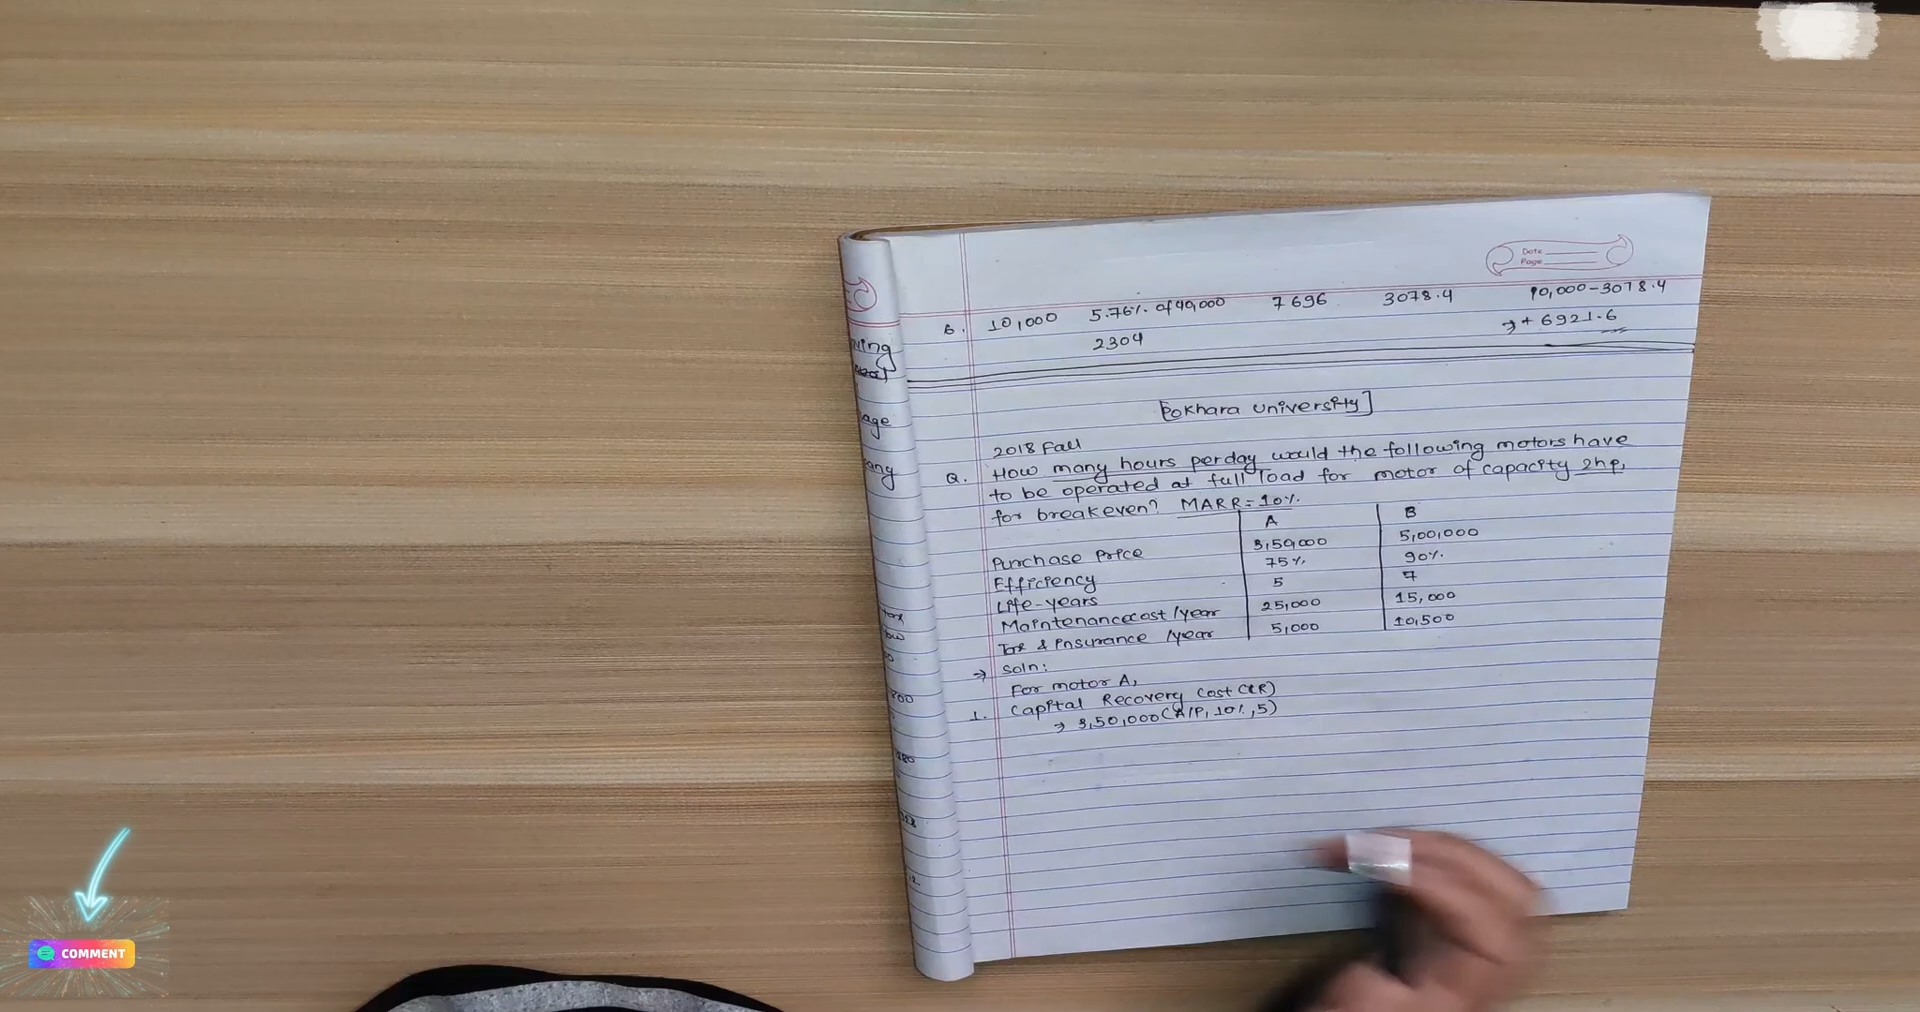 Date
Page
6. 10,000 5.76% of 40,000 7696 3078.4 10,000-3078.4
2304 → + 6921.6
[Pokhara University]
2018 Fall
Q. How many hours per day would the following motors have
to be operated at full load for motor of capacity 2hp,
for breakeven? MARR = 10%.
A B
Purchase Price 3,50,000 5,00,000
Efficiency 75% 90%
Life-years 5 7
Maintenance cost /year 25,000 15,000
Tax & Insurance /year 5,000 10,500
→ Soln:
For motor A,
1. Capital Recovery Cost (CR)
→ 3,50,000 (A/P, 10%, 5)
age
COMMENT